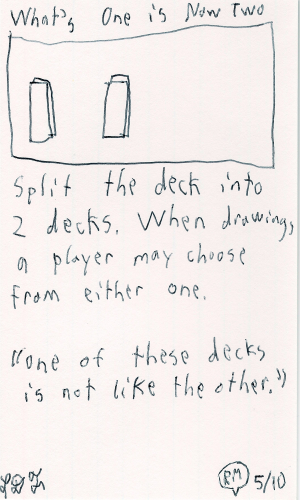 What's One is Now Two
Split the deck into
2 decks. When drawing,
a player may choose
from either one.
"One of these decks
is not like the other."
RM 5/10